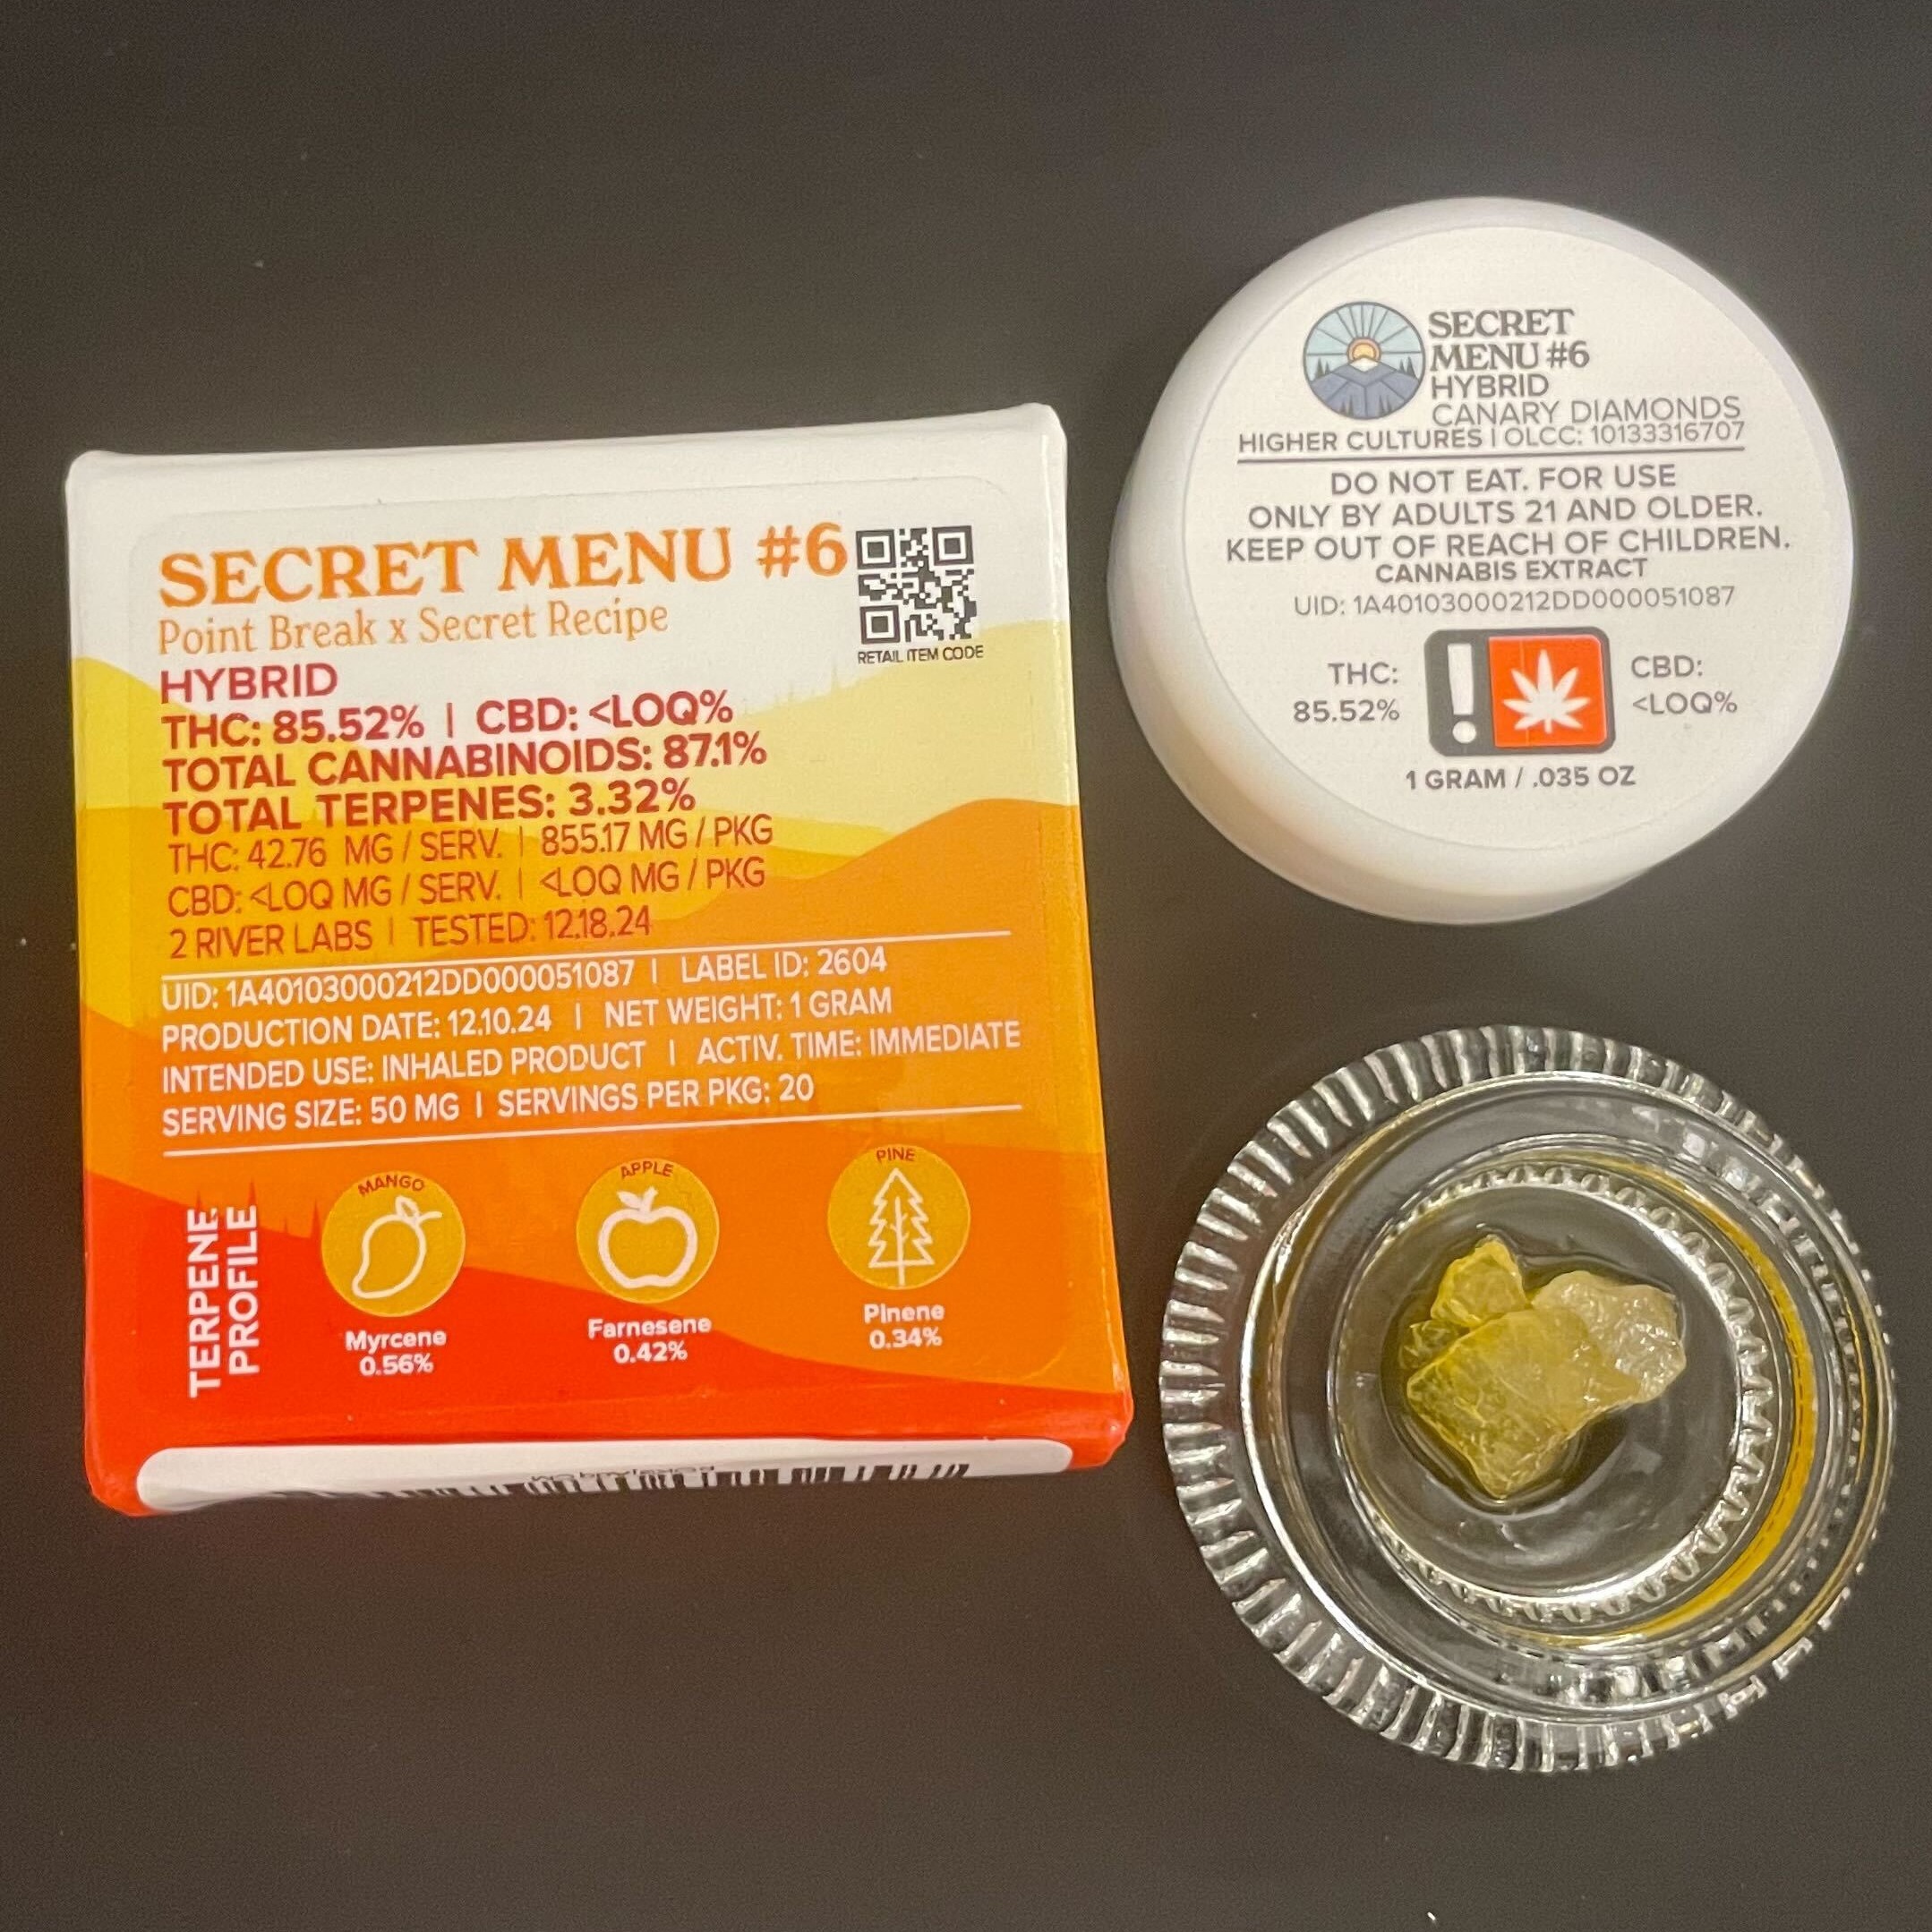 SECRET MENU #6
Point Break x Secret Recipe
RETAIL ITEM CODE
HYBRID
THC: 85.52% | CBD: <LOQ%
TOTAL CANNABINOIDS: 87.1%
TOTAL TERPENES: 3.32%
THC: 42.76 MG / SERV. | 855.17 MG / PKG
CBD: <LOQ MG / SERV. | <LOQ MG / PKG
2 RIVER LABS | TESTED: 12.18.24
UID: 1A40103000212DD000051087 | LABEL ID: 2604
PRODUCTION DATE: 12.10.24 | NET WEIGHT: 1 GRAM
INTENDED USE: INHALED PRODUCT | ACTIV. TIME: IMMEDIATE
SERVING SIZE: 50 MG | SERVINGS PER PKG: 20
TERPENE
PROFILE
MANGO
Myrcene
0.56%
APPLE
Farnesene
0.42%
PINE
Pinene
0.34%
SECRET
MENU #6
HYBRID
CANARY DIAMONDS
HIGHER CULTURES | OLCC: 10133316707
DO NOT EAT. FOR USE
ONLY BY ADULTS 21 AND OLDER.
KEEP OUT OF REACH OF CHILDREN.
CANNABIS EXTRACT
UID: 1A40103000212DD000051087
THC:
85.52%
!
CBD:
<LOQ%
1 GRAM / .035 OZ